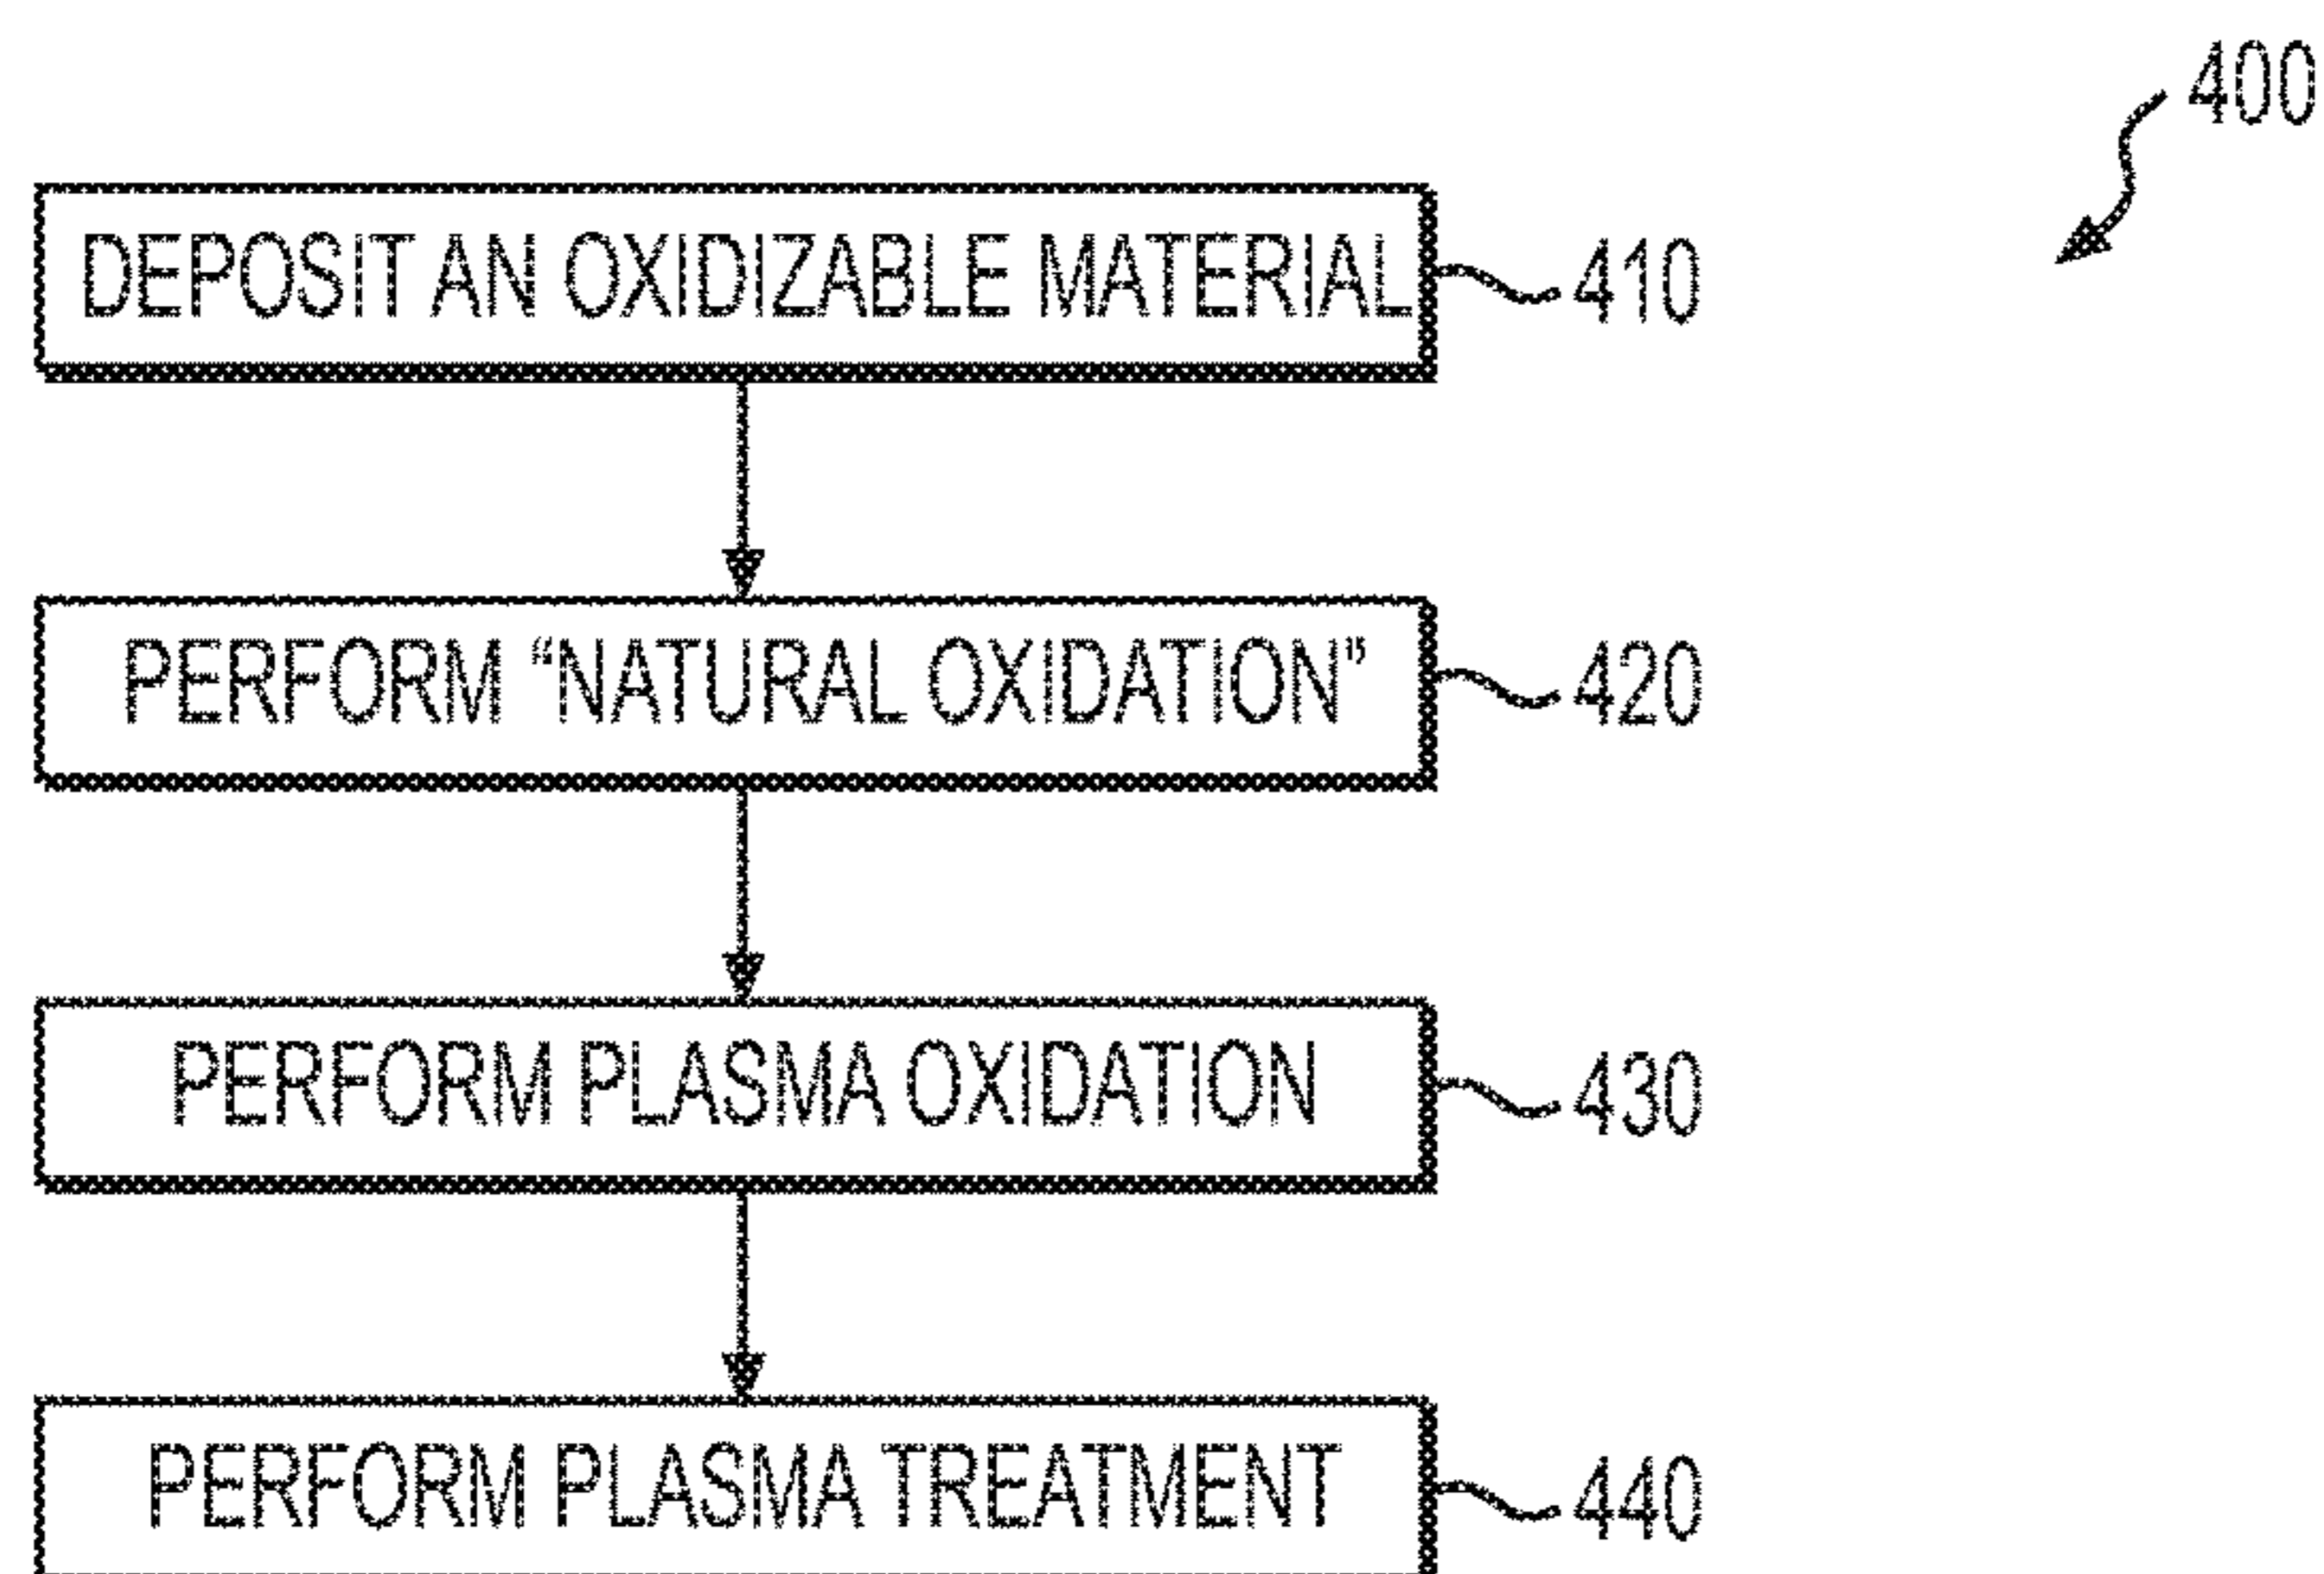 400
DEPOSIT AN OXIDIZABLE MATERIAL 410
PERFORM “NATURAL OXIDATION” 420
PERFORM PLASMA OXIDATION 430
PERFORM PLASMA TREATMENT 440